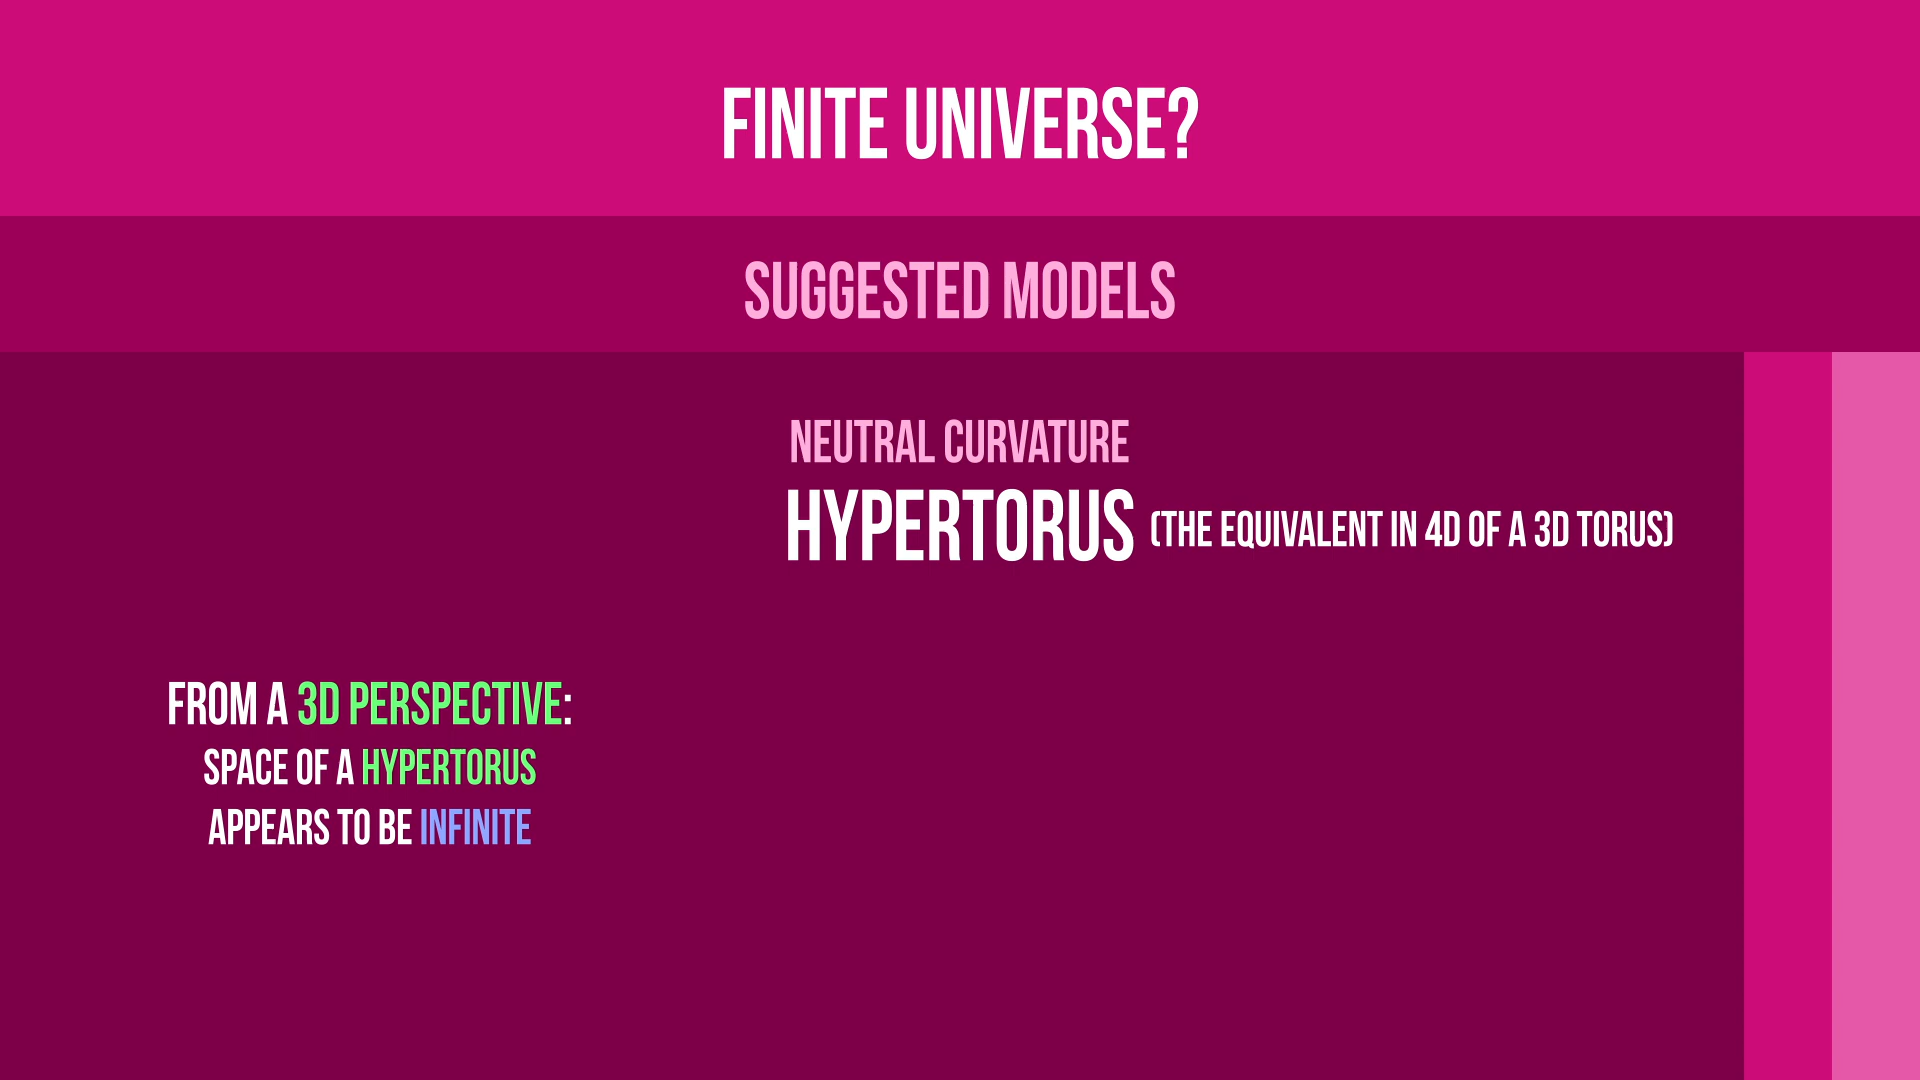 FINITE UNIVERSE?
SUGGESTED MODELS
NEUTRAL CURVATURE
HYPERTORUS (THE EQUIVALENT IN 4D OF A 3D TORUS)
FROM A 3D PERSPECTIVE:
SPACE OF A HYPERTORUS
APPEARS TO BE INFINITE